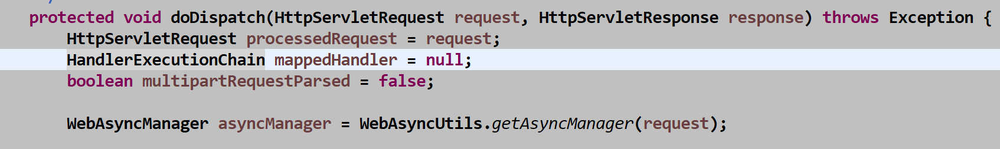 protected void doDispatch(HttpServletRequest request, HttpServletResponse response) throws Exception {
HttpServletRequest processedRequest = request;
HandlerExecutionChain mappedHandler = null;
boolean multipartRequestParsed = false;
WebAsyncManager asyncManager = WebAsyncUtils.getAsyncManager(request);